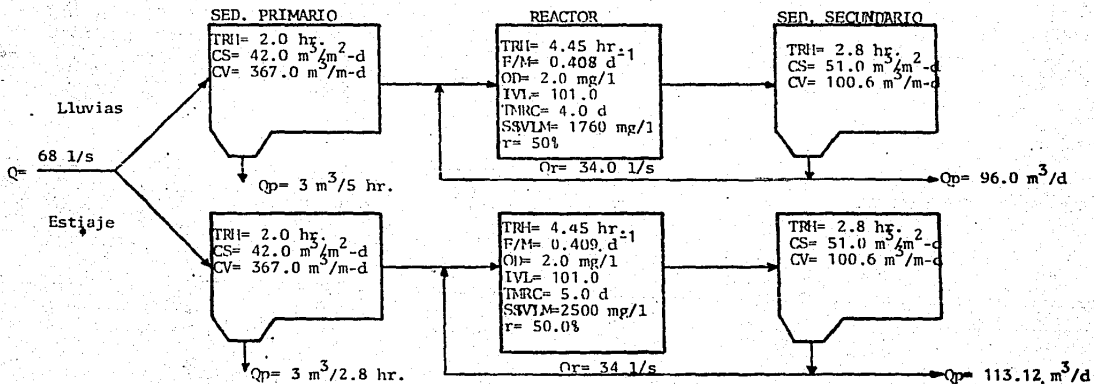 SED. PRIMARIO
REACTOR
SED. SECUNDARIO
TRH= 2.0 hr.
CS= 42.0 m³/m²-d
CV= 367.0 m³/m-d
TRH= 4.45 hr.
F/M= 0.408 d⁻¹
OD= 2.0 mg/l
IVL= 101.0
TMRC= 4.0 d
SSVLM= 1760 mg/l
r= 50%
TRH= 2.8 hr.
CS= 51.0 m³/m²-d
CV= 100.6 m³/m-d
Lluvias
Q= 68 l/s
Estiaje
Qp= 3 m³/5 hr.
Qr= 34.0 l/s
Qp= 96.0 m³/d
TRH= 2.0 hr.
CS= 42.0 m³/m²-d
CV= 367.0 m³/m-d
TRH= 4.45 hr.
F/M= 0.409 d⁻¹
OD= 2.0 mg/l
IVL= 101.0
TMRC= 5.0 d
SSVLM=2500 mg/l
r= 50.0%
TRH= 2.8 hr.
CS= 51.0 m³/m²-d
CV= 100.6 m³/m-d
Qp= 3 m³/2.8 hr.
Qr= 34 l/s
Qp= 113.12 m³/d